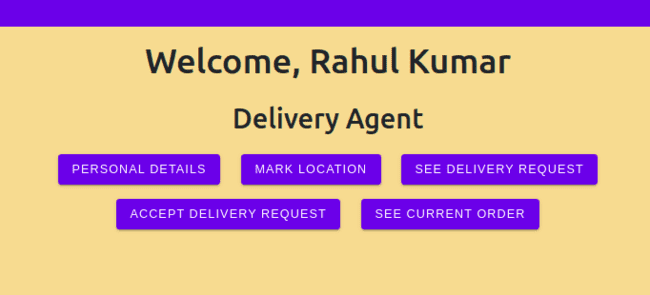 Welcome, Rahul Kumar
Delivery Agent
PERSONAL DETAILS MARK LOCATION SEE DELIVERY REQUEST
ACCEPT DELIVERY REQUEST SEE CURRENT ORDER